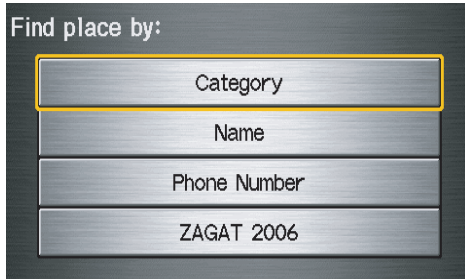 Find place by:
Category
Name
Phone Number
ZAGAT 2006